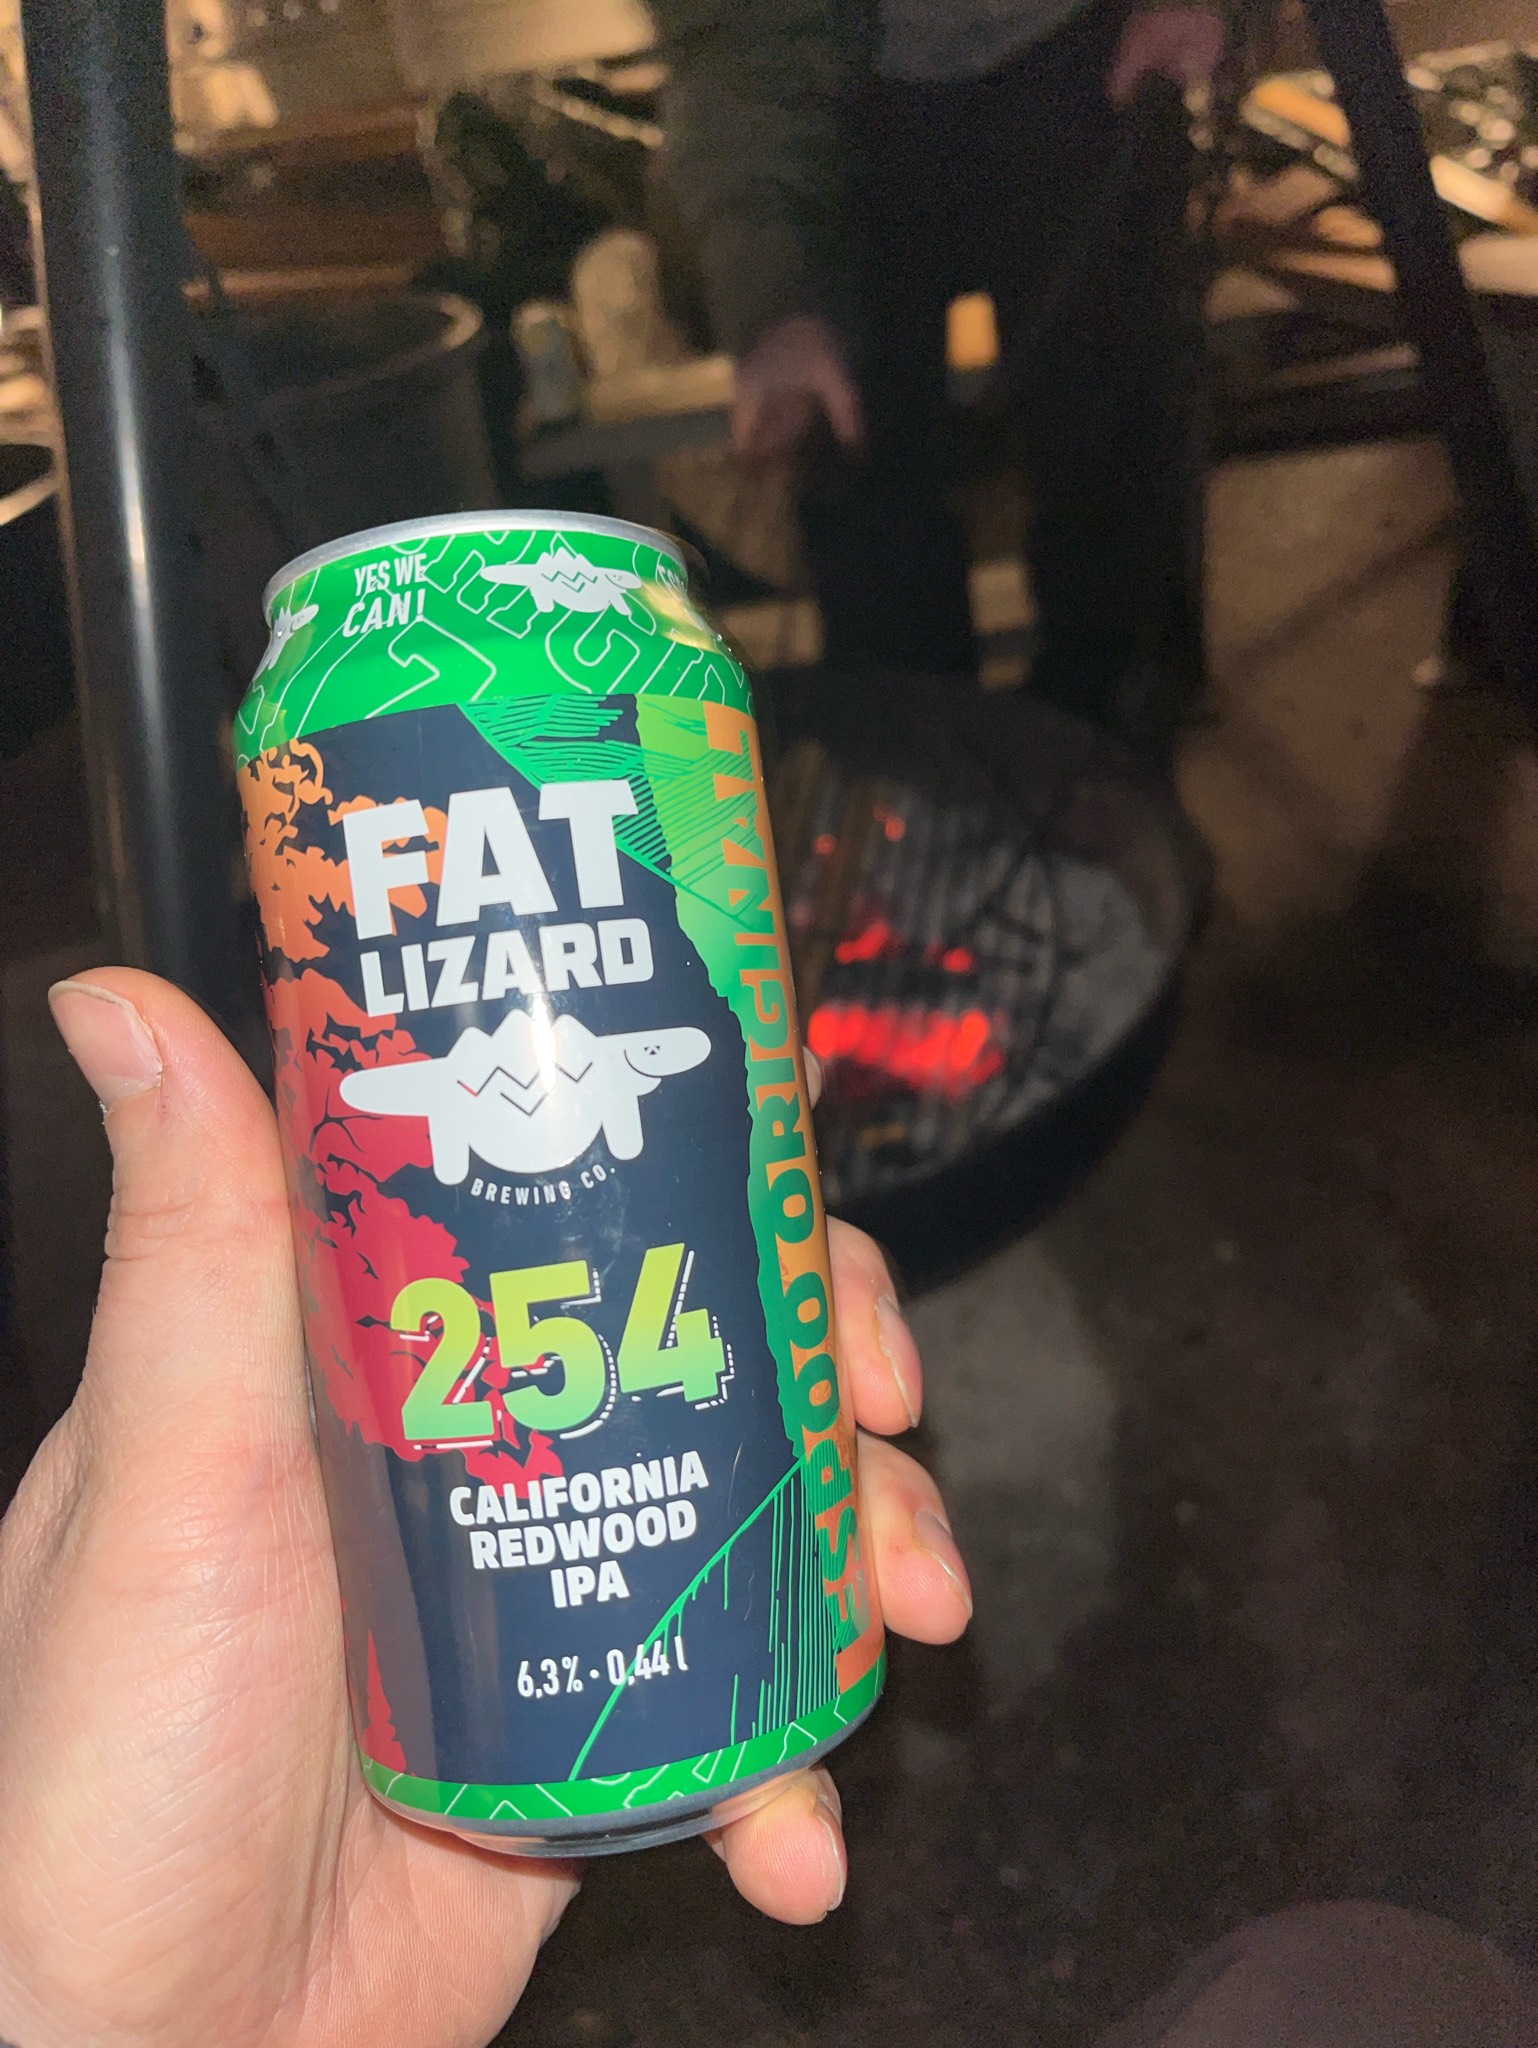 YES WE
CAN!
FAT
LIZARD
BREWING CO.
254
CALIFORNIA
REDWOOD
IPA
6,3% · 0,44 l
ESPOO ORIGINAL